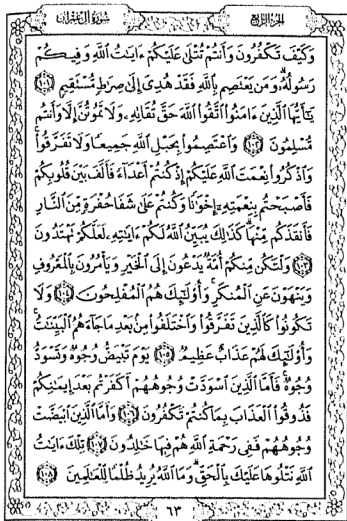 سورة آل عمران
الجزء الرابع
وَكَيْفَ تَكْفُرُونَ وَأَنتُمْ تُتْلَىٰ عَلَيْكُمْ ءَايَٰتُ ٱللَّهِ وَفِيكُمْ
رَسُولُهُۥ وَمَن يَعْتَصِم بِٱللَّهِ فَقَدْ هُدِىَ إِلَىٰ صِرَٰطٍ مُّسْتَقِيمٍ ١٠١
يَٰٓأَيُّهَا ٱلَّذِينَ ءَامَنُوا۟ ٱتَّقُوا۟ ٱللَّهَ حَقَّ تُقَاتِهِۦ وَلَا تَمُوتُنَّ إِلَّا وَأَنتُم
مُّسْلِمُونَ ١٠٢ وَٱعْتَصِمُوا۟ بِحَبْلِ ٱللَّهِ جَمِيعًا وَلَا تَفَرَّقُوا۟
وَٱذْكُرُوا۟ نِعْمَتَ ٱللَّهِ عَلَيْكُمْ إِذْ كُنتُمْ أَعْدَآءً فَأَلَّفَ بَيْنَ قُلُوبِكُمْ
فَأَصْبَحْتُم بِنِعْمَتِهِۦٓ إِخْوَٰنًا وَكُنتُمْ عَلَىٰ شَفَا حُفْرَةٍ مِّنَ ٱلنَّارِ
فَأَنقَذَكُم مِّنْهَا كَذَٰلِكَ يُبَيِّنُ ٱللَّهُ لَكُمْ ءَايَٰتِهِۦ لَعَلَّكُمْ تَهْتَدُونَ
١٠٣ وَلْتَكُن مِّنكُمْ أُمَّةٌ يَدْعُونَ إِلَى ٱلْخَيْرِ وَيَأْمُرُونَ بِٱلْمَعْرُوفِ
وَيَنْهَوْنَ عَنِ ٱلْمُنكَرِ وَأُو۟لَٰٓئِكَ هُمُ ٱلْمُفْلِحُونَ ١٠٤ وَلَا
تَكُونُوا۟ كَٱلَّذِينَ تَفَرَّقُوا۟ وَٱخْتَلَفُوا۟ مِنۢ بَعْدِ مَا جَآءَهُمُ ٱلْبَيِّنَٰتُ
وَأُو۟لَٰٓئِكَ لَهُمْ عَذَابٌ عَظِيمٌ ١٠٥ يَوْمَ تَبْيَضُّ وُجُوهٌ وَتَسْوَدُّ
وُجُوهٌ فَأَمَّا ٱلَّذِينَ ٱسْوَدَّتْ وُجُوهُهُمْ أَكَفَرْتُم بَعْدَ إِيمَٰنِكُمْ
فَذُوقُوا۟ ٱلْعَذَابَ بِمَا كُنتُمْ تَكْفُرُونَ ١٠٦ وَأَمَّا ٱلَّذِينَ ٱبْيَضَّتْ
وُجُوهُهُمْ فَفِى رَحْمَةِ ٱللَّهِ هُمْ فِيهَا خَٰلِدُونَ ١٠٧ تِلْكَ ءَايَٰتُ
ٱللَّهِ نَتْلُوهَا عَلَيْكَ بِٱلْحَقِّ وَمَا ٱللَّهُ يُرِيدُ ظُلْمًا لِّلْعَٰلَمِينَ ١٠٨
٦٣